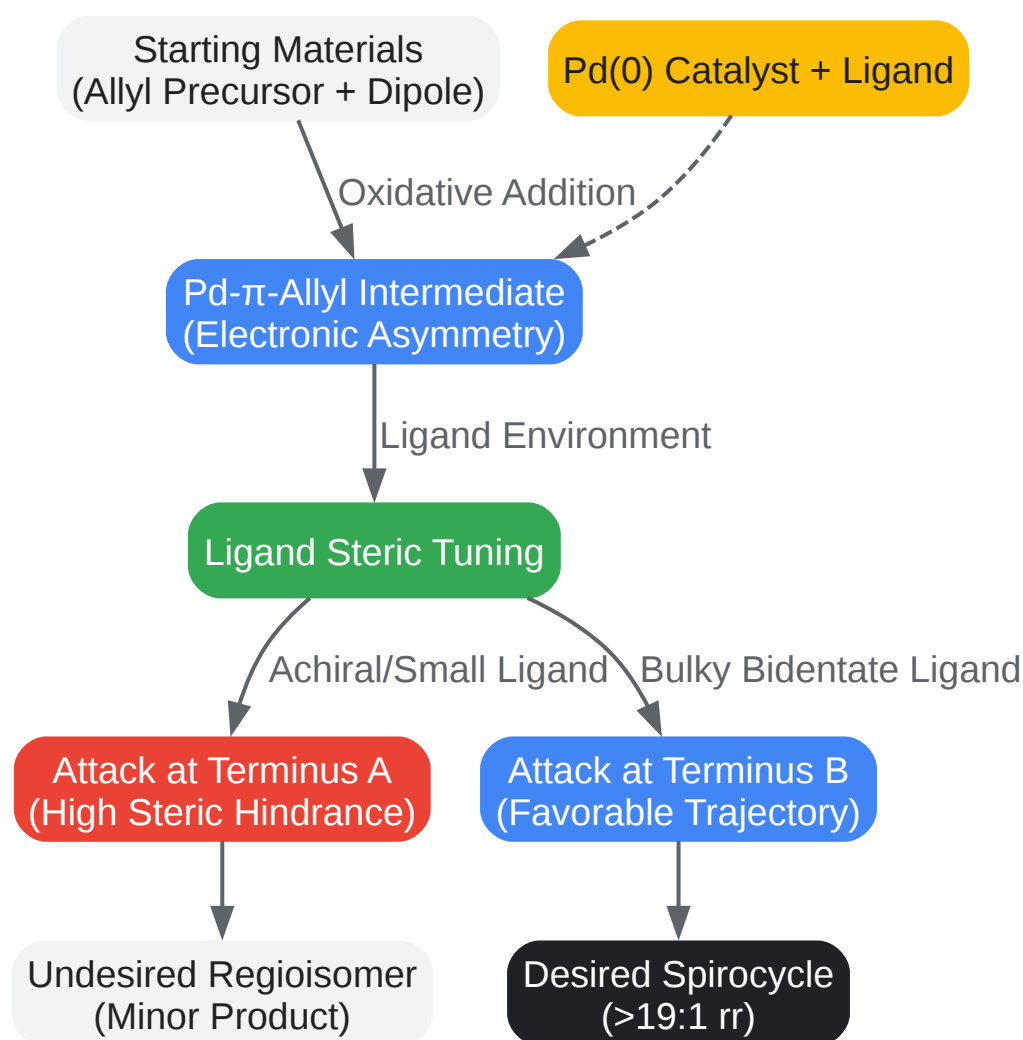 Starting Materials
(Allyl Precursor + Dipole)
Pd(0) Catalyst + Ligand
Oxidative Addition
Pd-π-Allyl Intermediate
(Electronic Asymmetry)
Ligand Environment
Ligand Steric Tuning
Achiral/Small Ligand
Bulky Bidentate Ligand
Attack at Terminus A
(High Steric Hindrance)
Attack at Terminus B
(Favorable Trajectory)
Undesired Regioisomer
(Minor Product)
Desired Spirocycle
(>19:1 rr)